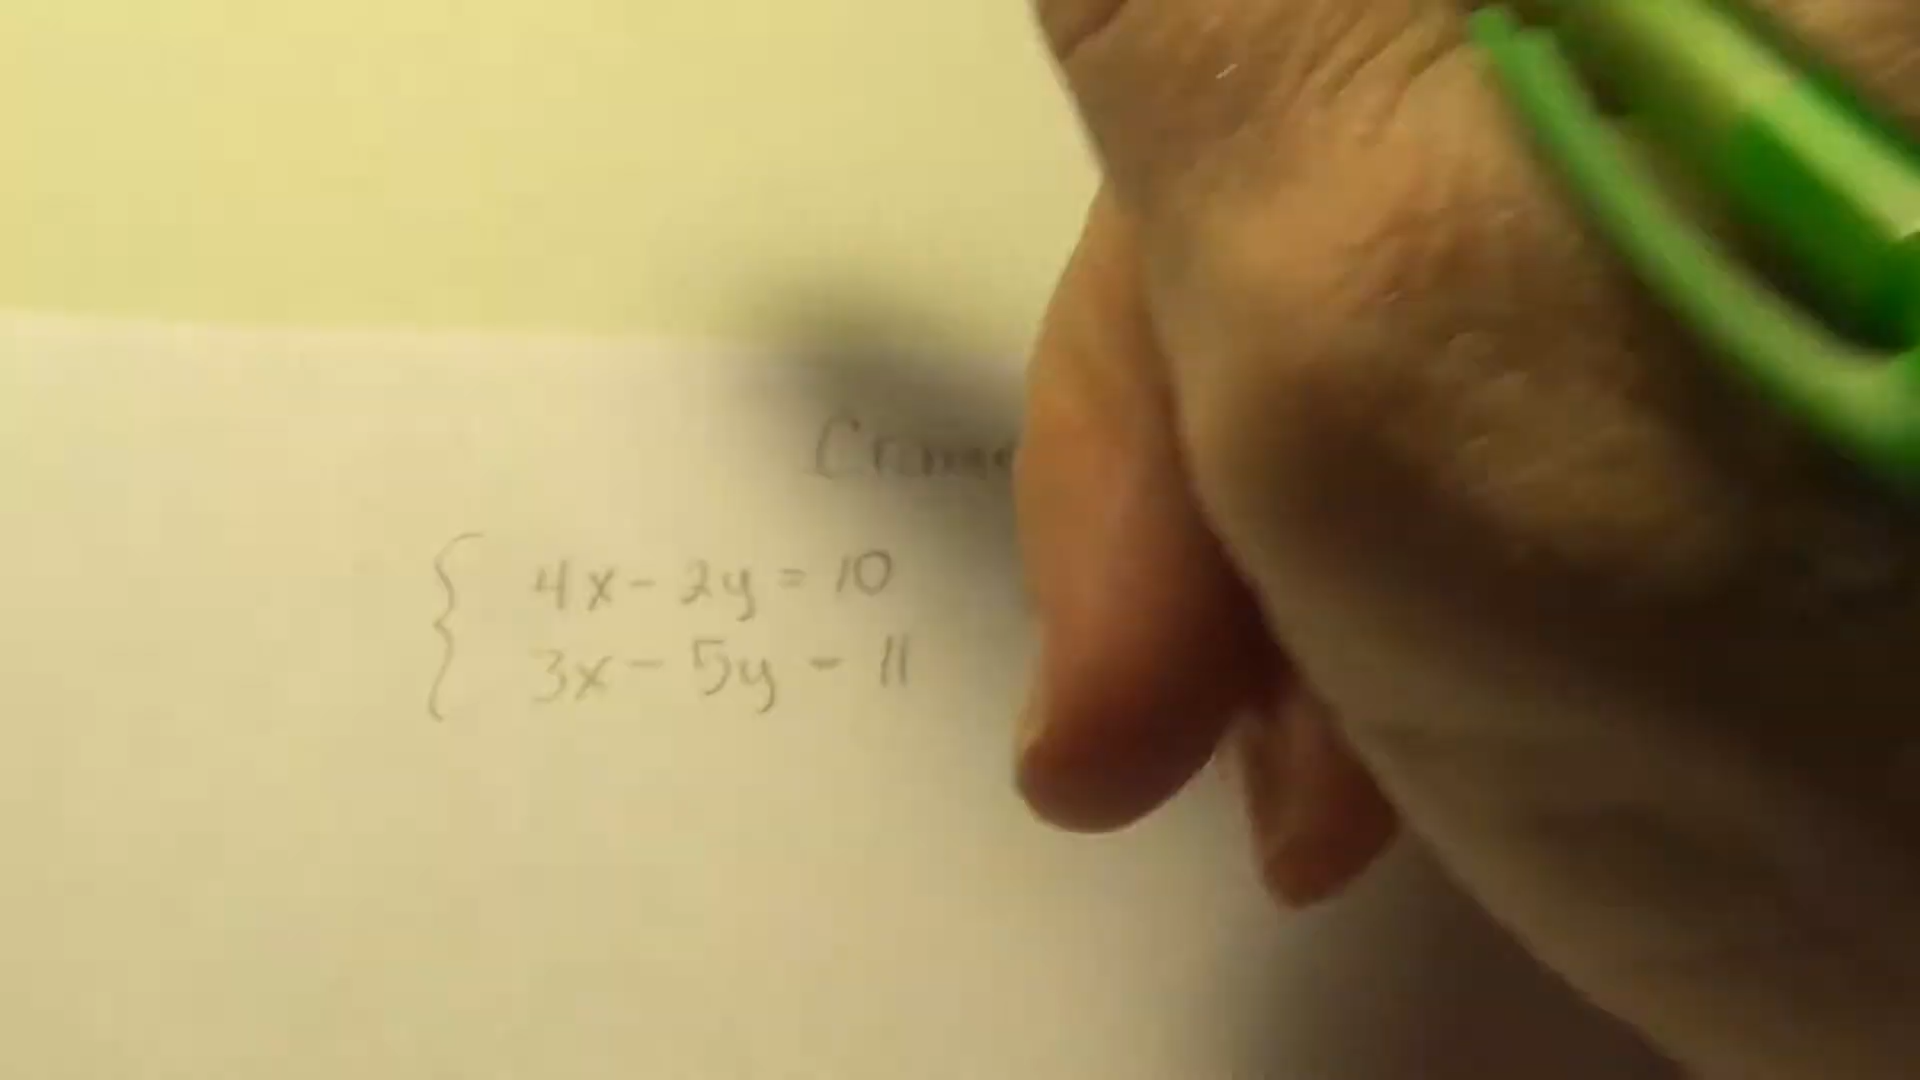 4x - 2y = 10
3x - 5y = 11